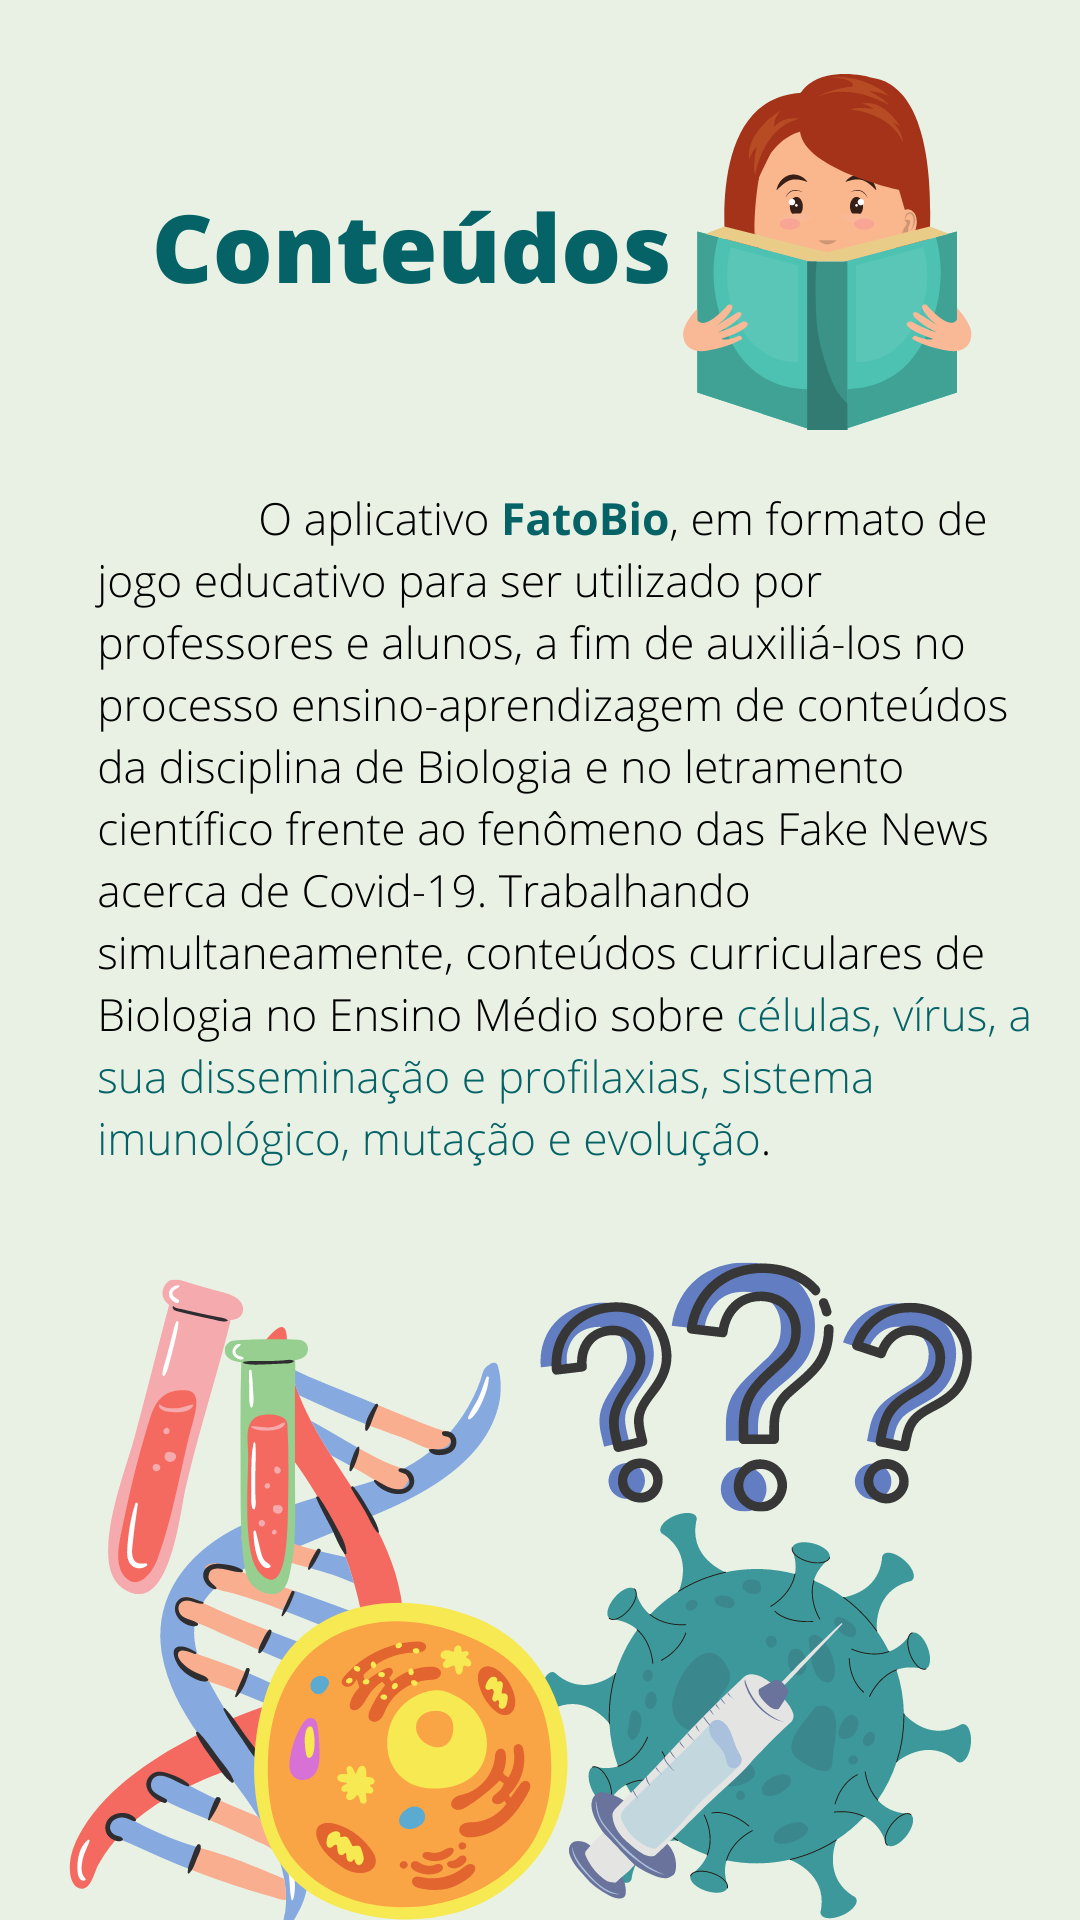 Conteúdos
O aplicativo FatoBio, em formato de
jogo educativo para ser utilizado por
professores e alunos, a fim de auxiliá-los no
processo ensino-aprendizagem de conteúdos
da disciplina de Biologia e no letramento
científico frente ao fenômeno das Fake News
acerca de Covid-19. Trabalhando
simultaneamente, conteúdos curriculares de
Biologia no Ensino Médio sobre células, vírus, a
sua disseminação e profilaxias, sistema
imunológico, mutação e evolução.
???